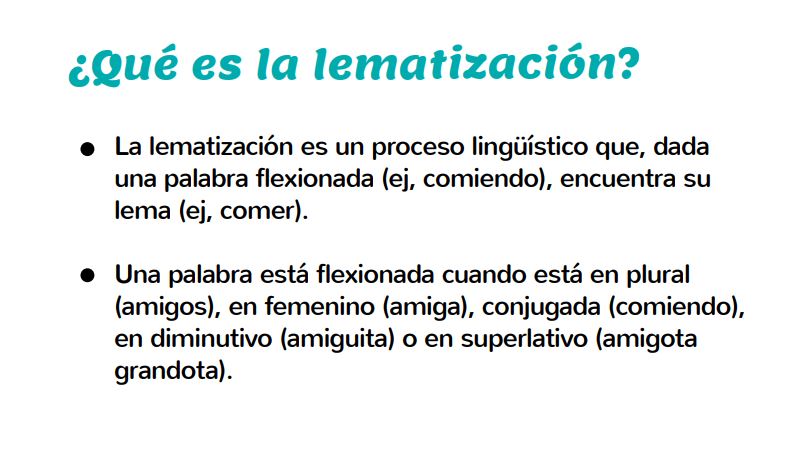 ¿Qué es la lematización?
● La lematización es un proceso lingüístico que, dada
una palabra flexionada (ej, comiendo), encuentra su
lema (ej, comer).
● Una palabra está flexionada cuando está en plural
(amigos), en femenino (amiga), conjugada (comiendo),
en diminutivo (amiguita) o en superlativo (amigota
grandota).